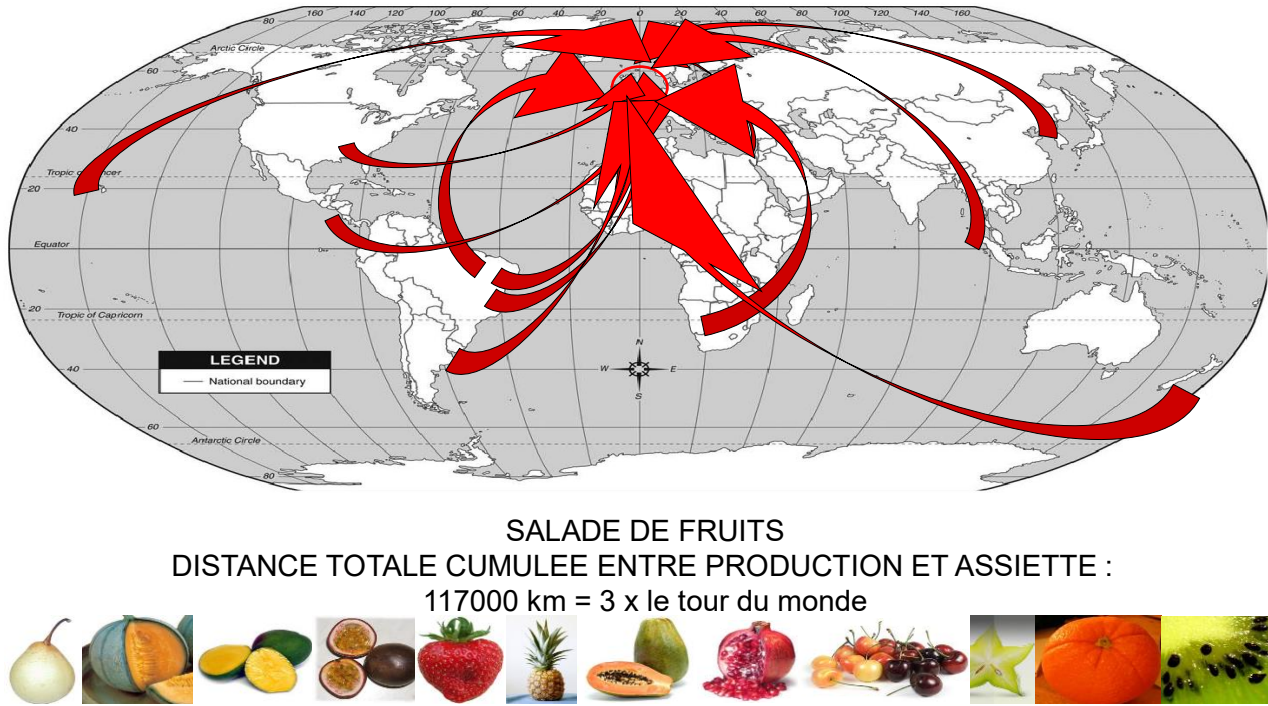 160 140 120 100 80 60 40 20 0 20 40 60 80 100 120 140 160
80
Arctic Circle
60
40
Tropic of Cancer
20
Equator
20
Tropic of Capricorn
LEGEND
National boundary
N
W E
S
40
60
Antarctic Circle
80
SALADE DE FRUITS
DISTANCE TOTALE CUMULEE ENTRE PRODUCTION ET ASSIETTE :
117000 km = 3 x le tour du monde